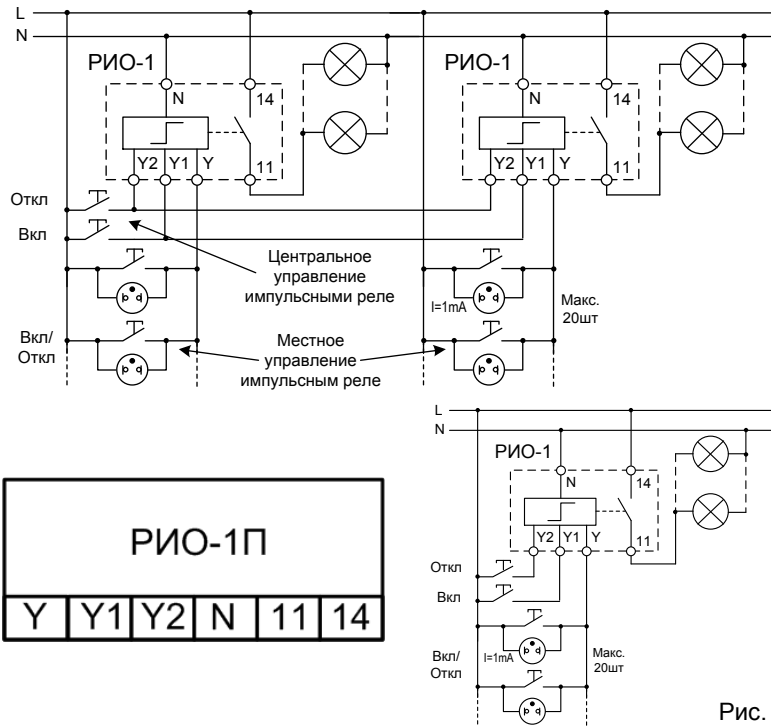 L
N
РИО-1
РИО-1
N
14
N
14
Y2 Y1 Y
11
Y2 Y1 Y
11
Откл
Вкл
Центральное
управление
импульсными реле
I=1mA
Макс.
20шт
Вкл/
Откл
Местное
управление
импульсным реле
L
N
РИО-1
N
14
Y2 Y1 Y
11
Откл
Вкл
I=1mA
Макс.
20шт
Вкл/
Откл
РИО-1П
Y Y1 Y2 N 11 14
Рис.